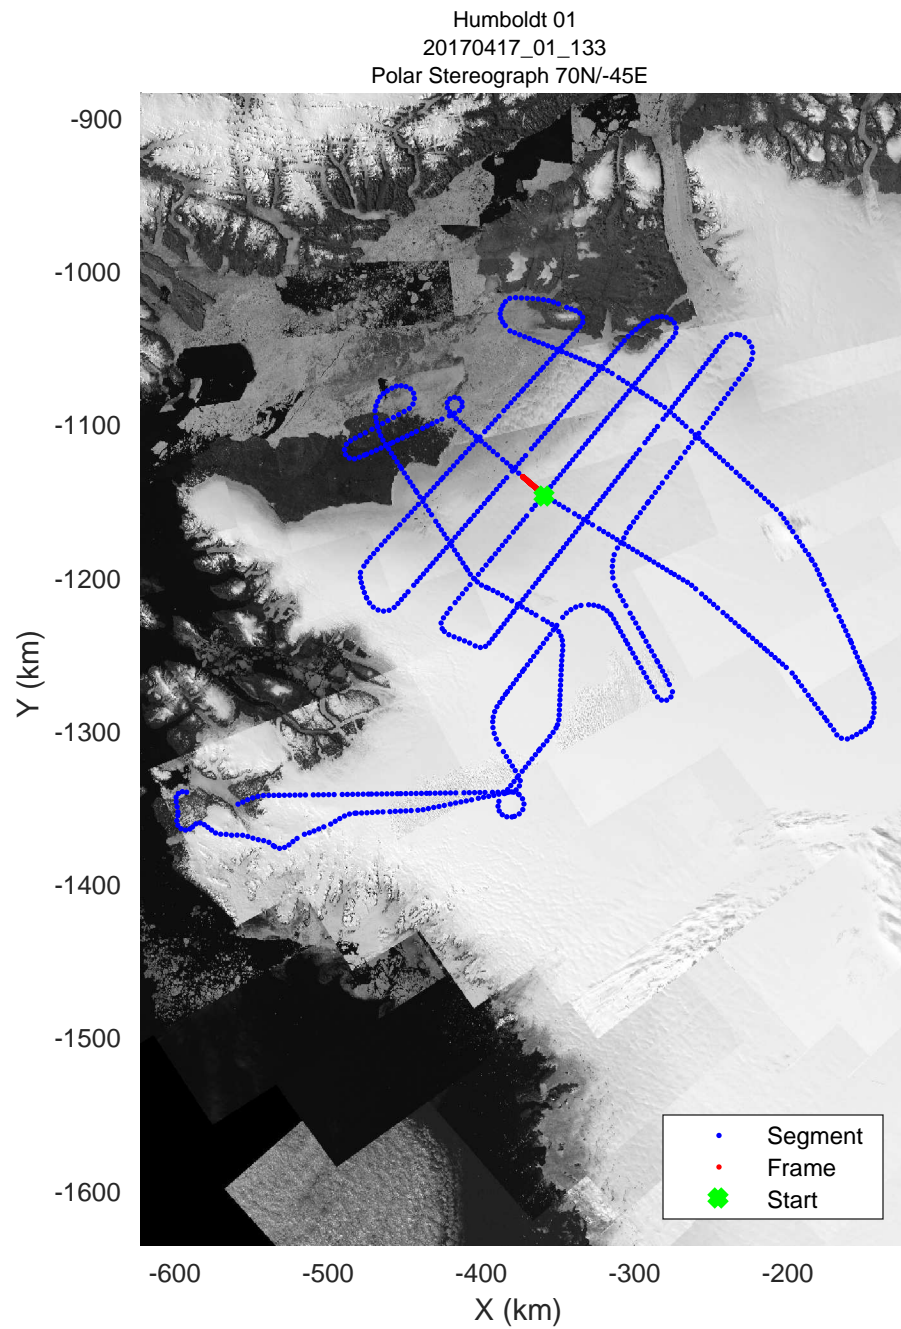 Humboldt 01
20170417_01_133
Polar Stereograph 70N/-45E
-900
-1000
-1100
-1200
-1300
-1400
-1500
-1600
Y (km)
Segment
Frame
Start
-600 -500 -400 -300 -200
X (km)